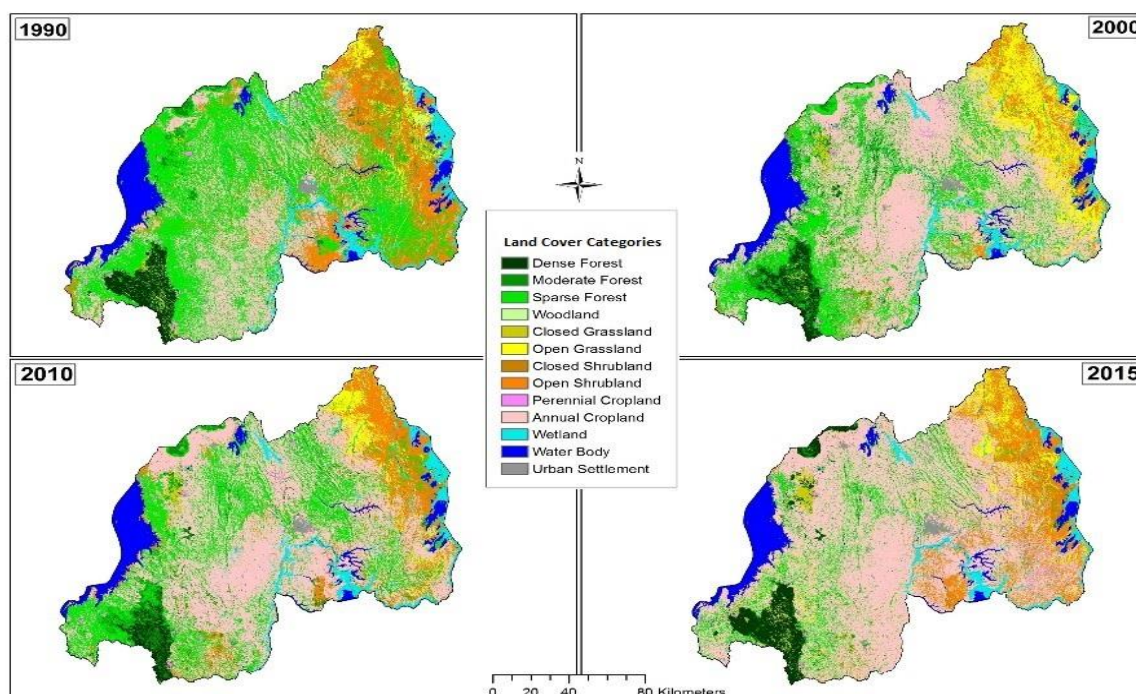 1990
2000
N
Land Cover Categories
Dense Forest
Moderate Forest
Sparse Forest
Woodland
Closed Grassland
Open Grassland
Closed Shrubland
Open Shrubland
Perennial Cropland
Annual Cropland
Wetland
Water Body
Urban Settlement
2010
2015
0 20 40 80 Kilometers